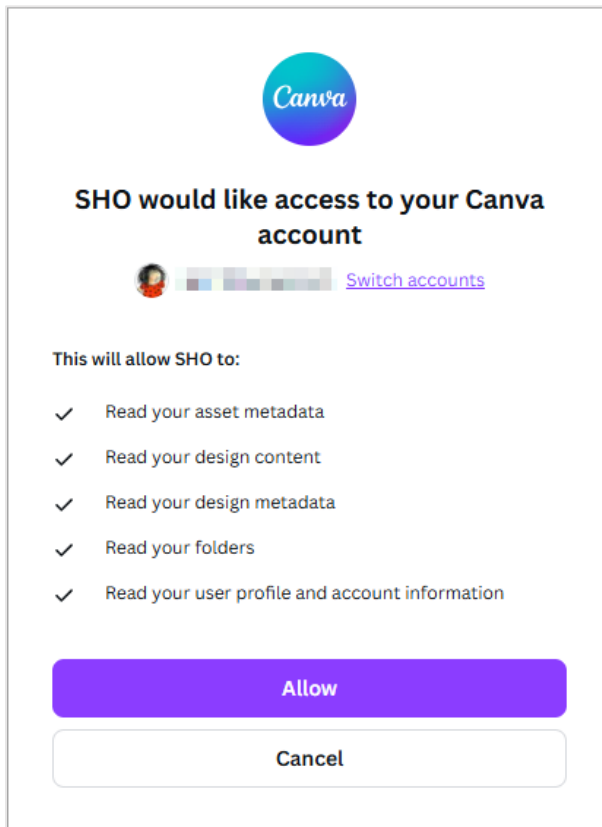 Canva
SHO would like access to your Canva
account
Switch accounts
This will allow SHO to:
Read your asset metadata
Read your design content
Read your design metadata
Read your folders
Read your user profile and account information
Allow
Cancel